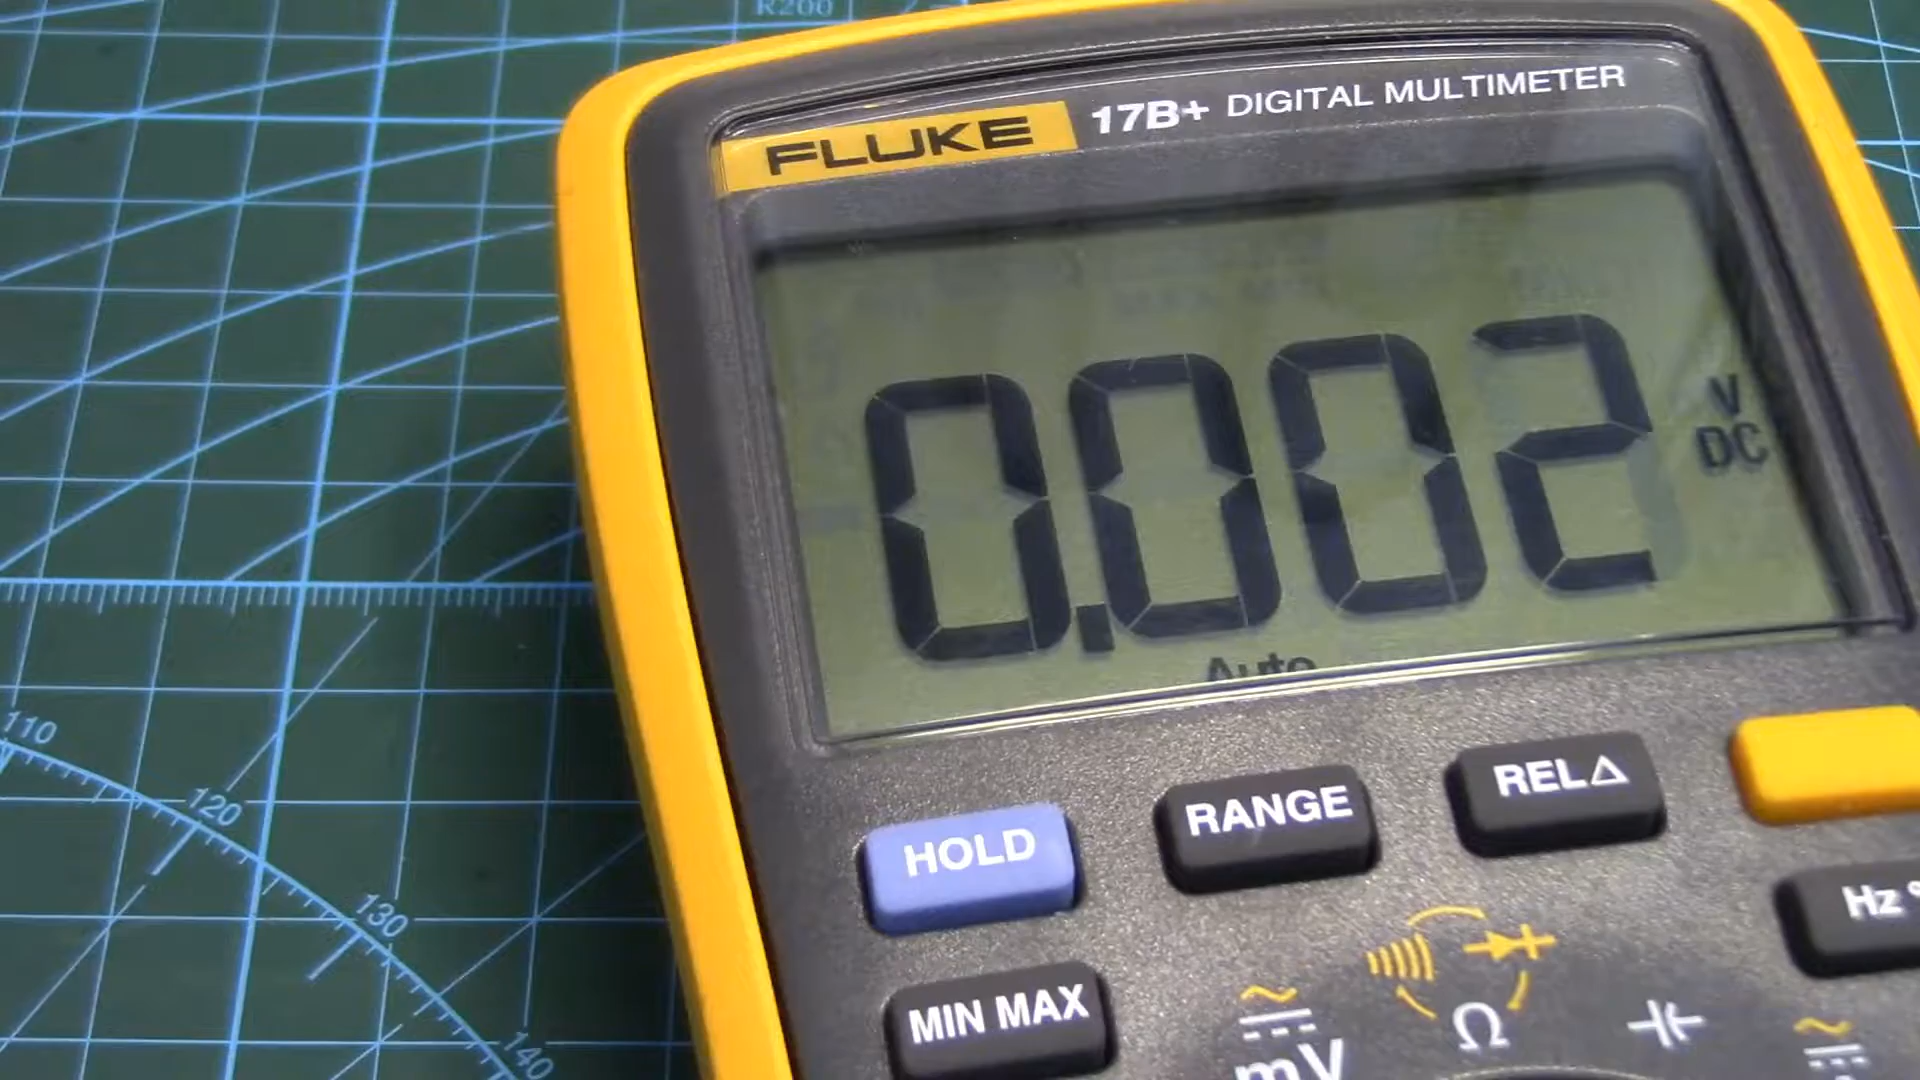 R200
FLUKE 17B+ DIGITAL MULTIMETER
0.002 V DC
Auto
HOLD RANGE REL△
Hz
MIN MAX
mV Ω
110
120
130
140